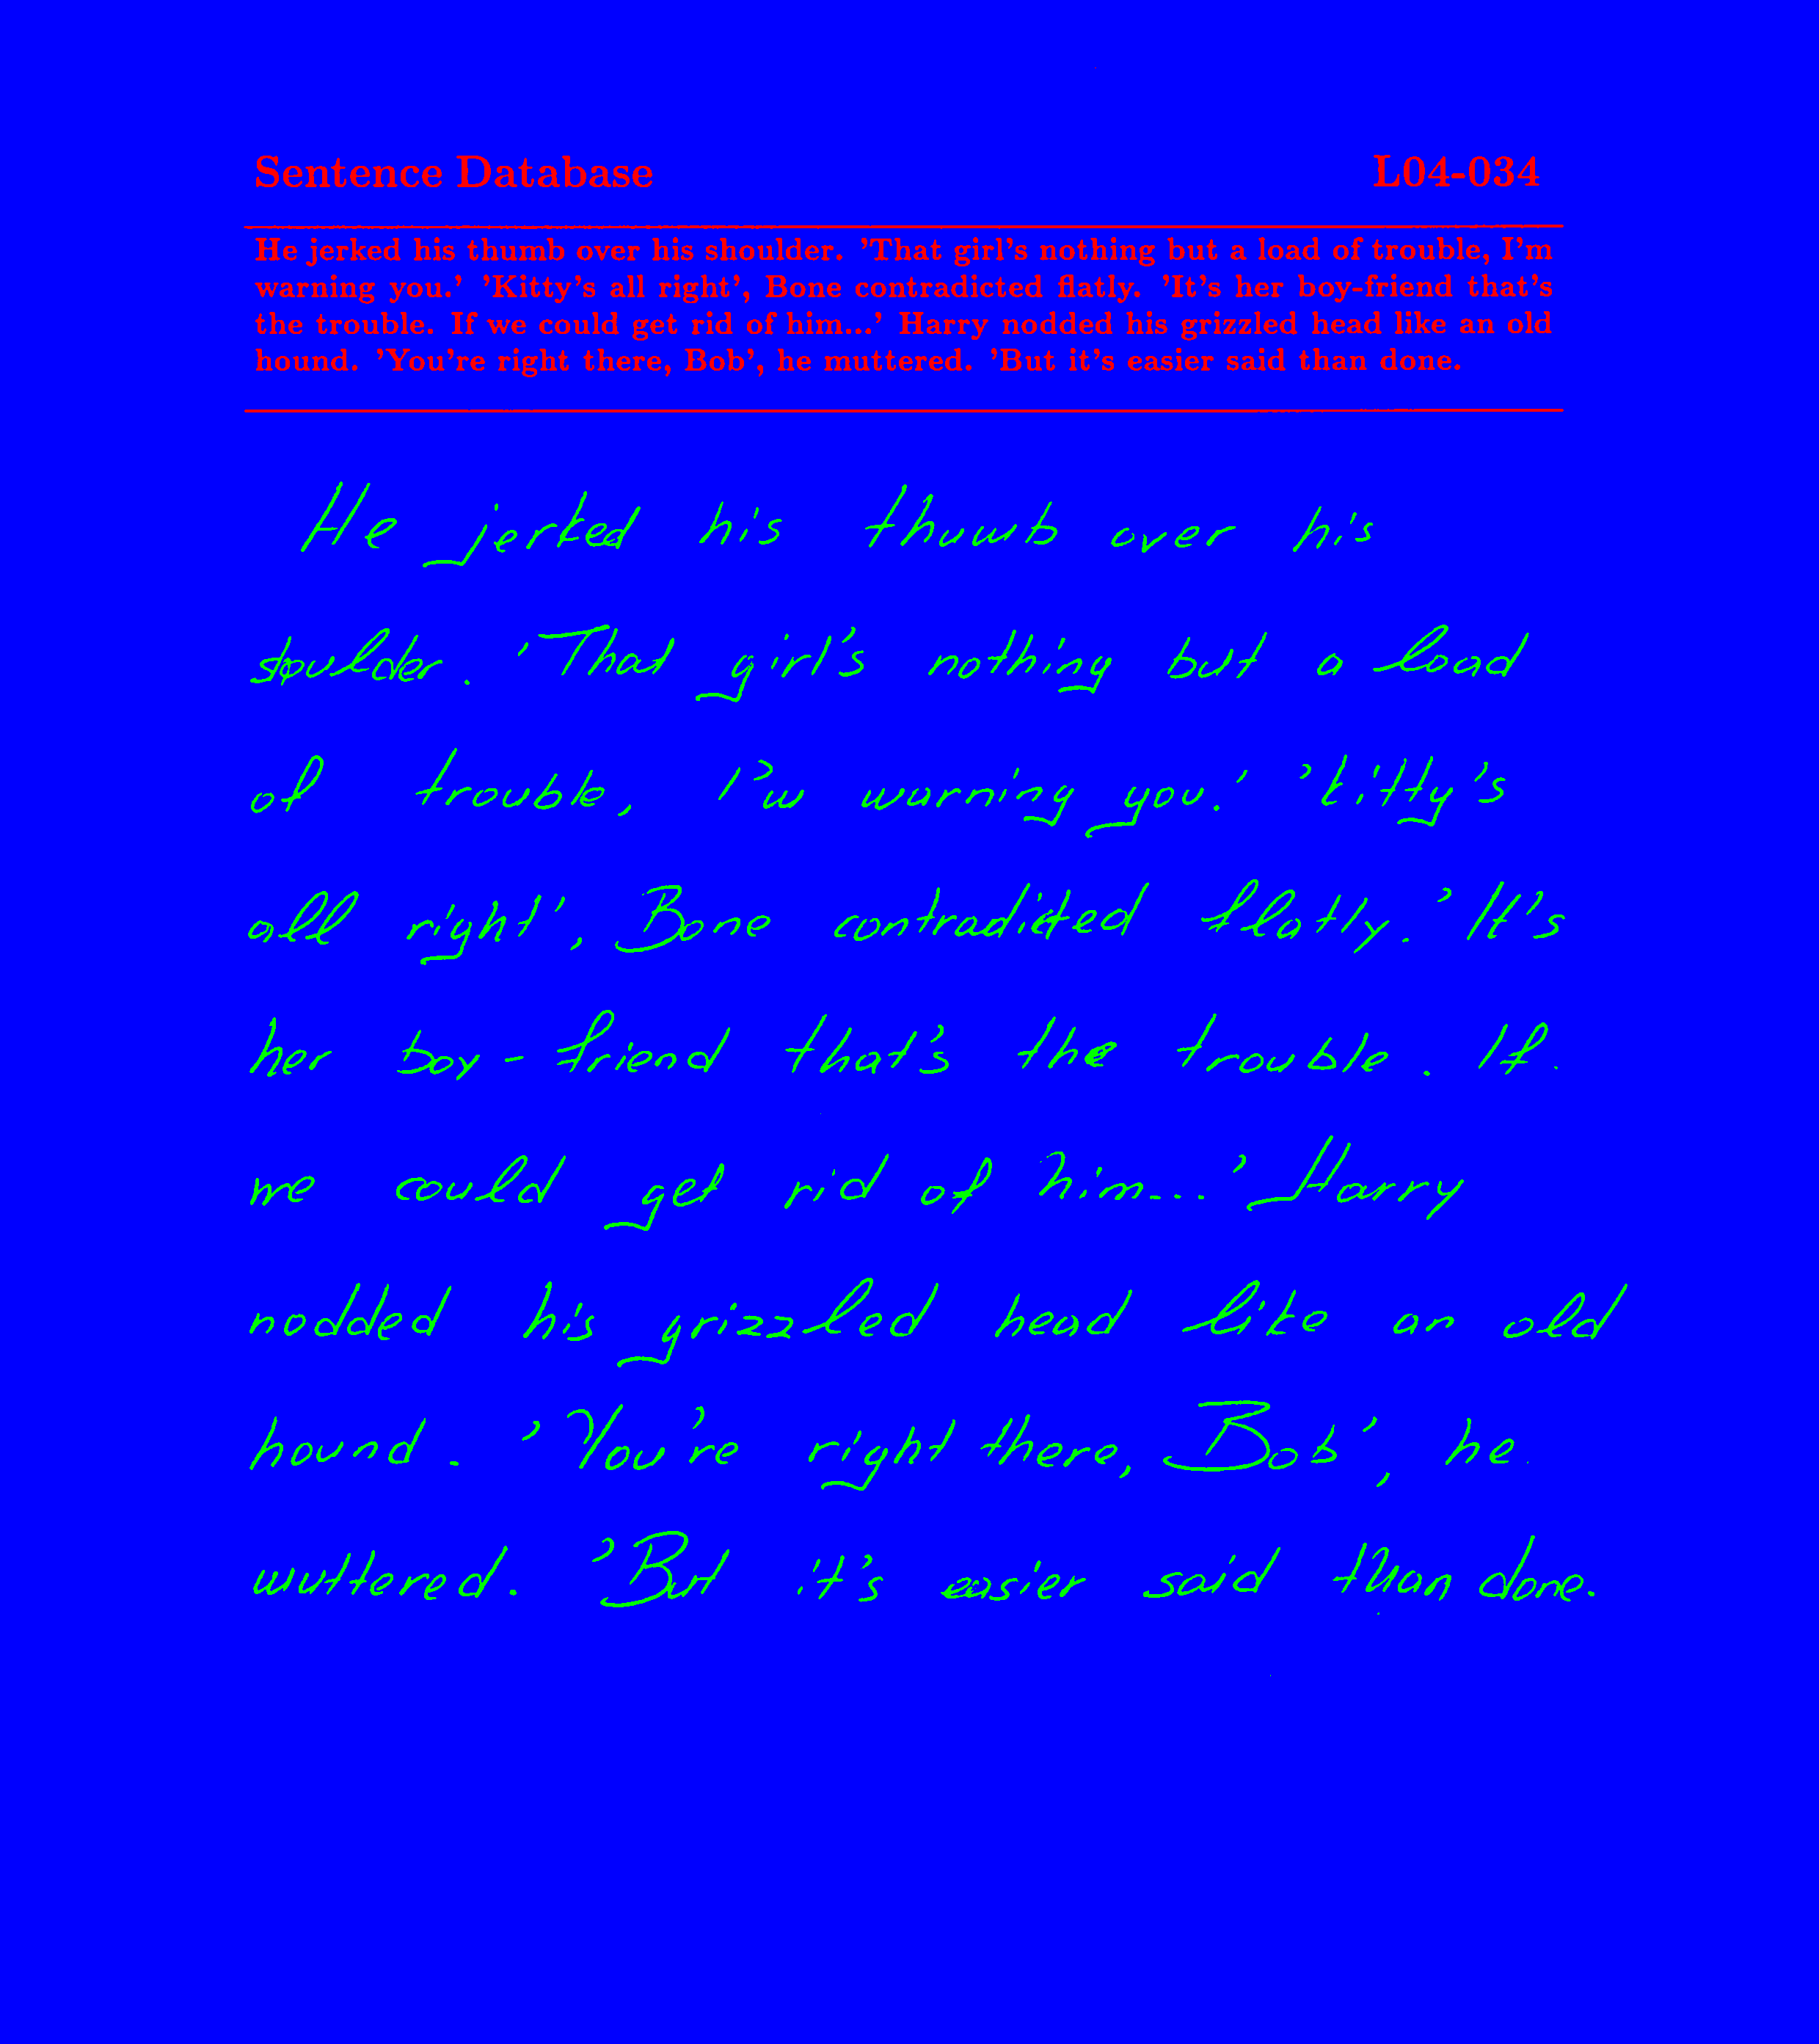 Sentence Database L04-034
He jerked his thumb over his shoulder. 'That girl's nothing but a load of trouble, I'm
warning you.' 'Kitty's all right', Bone contradicted flatly. 'It's her boy-friend that's
the trouble. If we could get rid of him...' Harry nodded his grizzled head like an old
hound. 'You're right there, Bob', he muttered. 'But it's easier said than done.
He jerked his thumb over his
shoulder. 'That girl's nothing but a load
of trouble, I'm warning you.' 'Kitty's
all right', Bone contradicted flatly. 'It's
her boy-friend that's the trouble. If
we could get rid of him...' Harry
nodded his grizzled head like an old
hound. 'You're right there, Bob', he
muttered. 'But it's easier said than done.